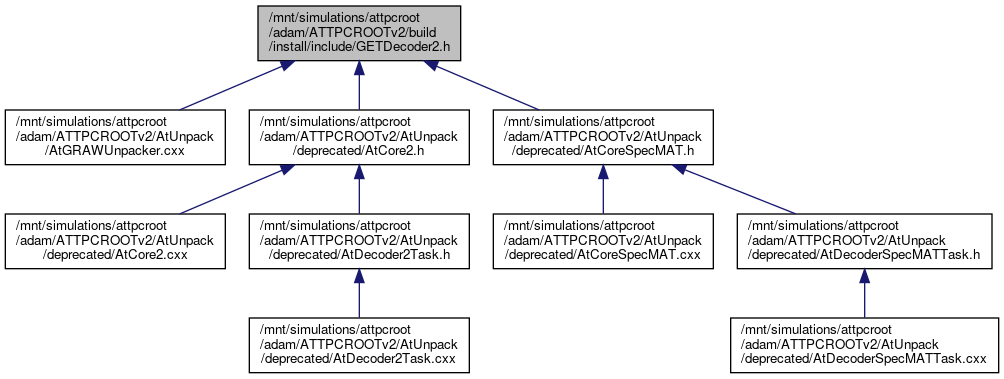 /mnt/simulations/attpcroot
/adam/ATTPCROOTv2/build
/install/include/GETDecoder2.h
/mnt/simulations/attpcroot
/adam/ATTPCROOTv2/AtUnpack
/AtGRAWUnpacker.cxx
/mnt/simulations/attpcroot
/adam/ATTPCROOTv2/AtUnpack
/deprecated/AtCore2.h
/mnt/simulations/attpcroot
/adam/ATTPCROOTv2/AtUnpack
/deprecated/AtCoreSpecMAT.h
/mnt/simulations/attpcroot
/adam/ATTPCROOTv2/AtUnpack
/deprecated/AtCore2.cxx
/mnt/simulations/attpcroot
/adam/ATTPCROOTv2/AtUnpack
/deprecated/AtDecoder2Task.h
/mnt/simulations/attpcroot
/adam/ATTPCROOTv2/AtUnpack
/deprecated/AtCoreSpecMAT.cxx
/mnt/simulations/attpcroot
/adam/ATTPCROOTv2/AtUnpack
/deprecated/AtDecoderSpecMATTask.h
/mnt/simulations/attpcroot
/adam/ATTPCROOTv2/AtUnpack
/deprecated/AtDecoder2Task.cxx
/mnt/simulations/attpcroot
/adam/ATTPCROOTv2/AtUnpack
/deprecated/AtDecoderSpecMATTask.cxx